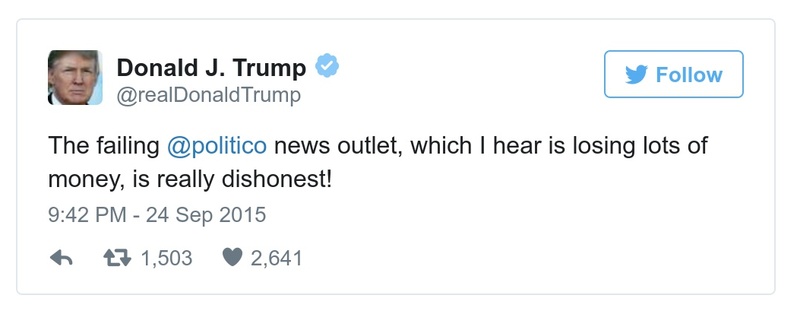 Donald J. Trump
Follow
@realDonaldTrump
The failing @politico news outlet, which I hear is losing lots of
money, is really dishonest!
9:42 PM - 24 Sep 2015
1,503 2,641